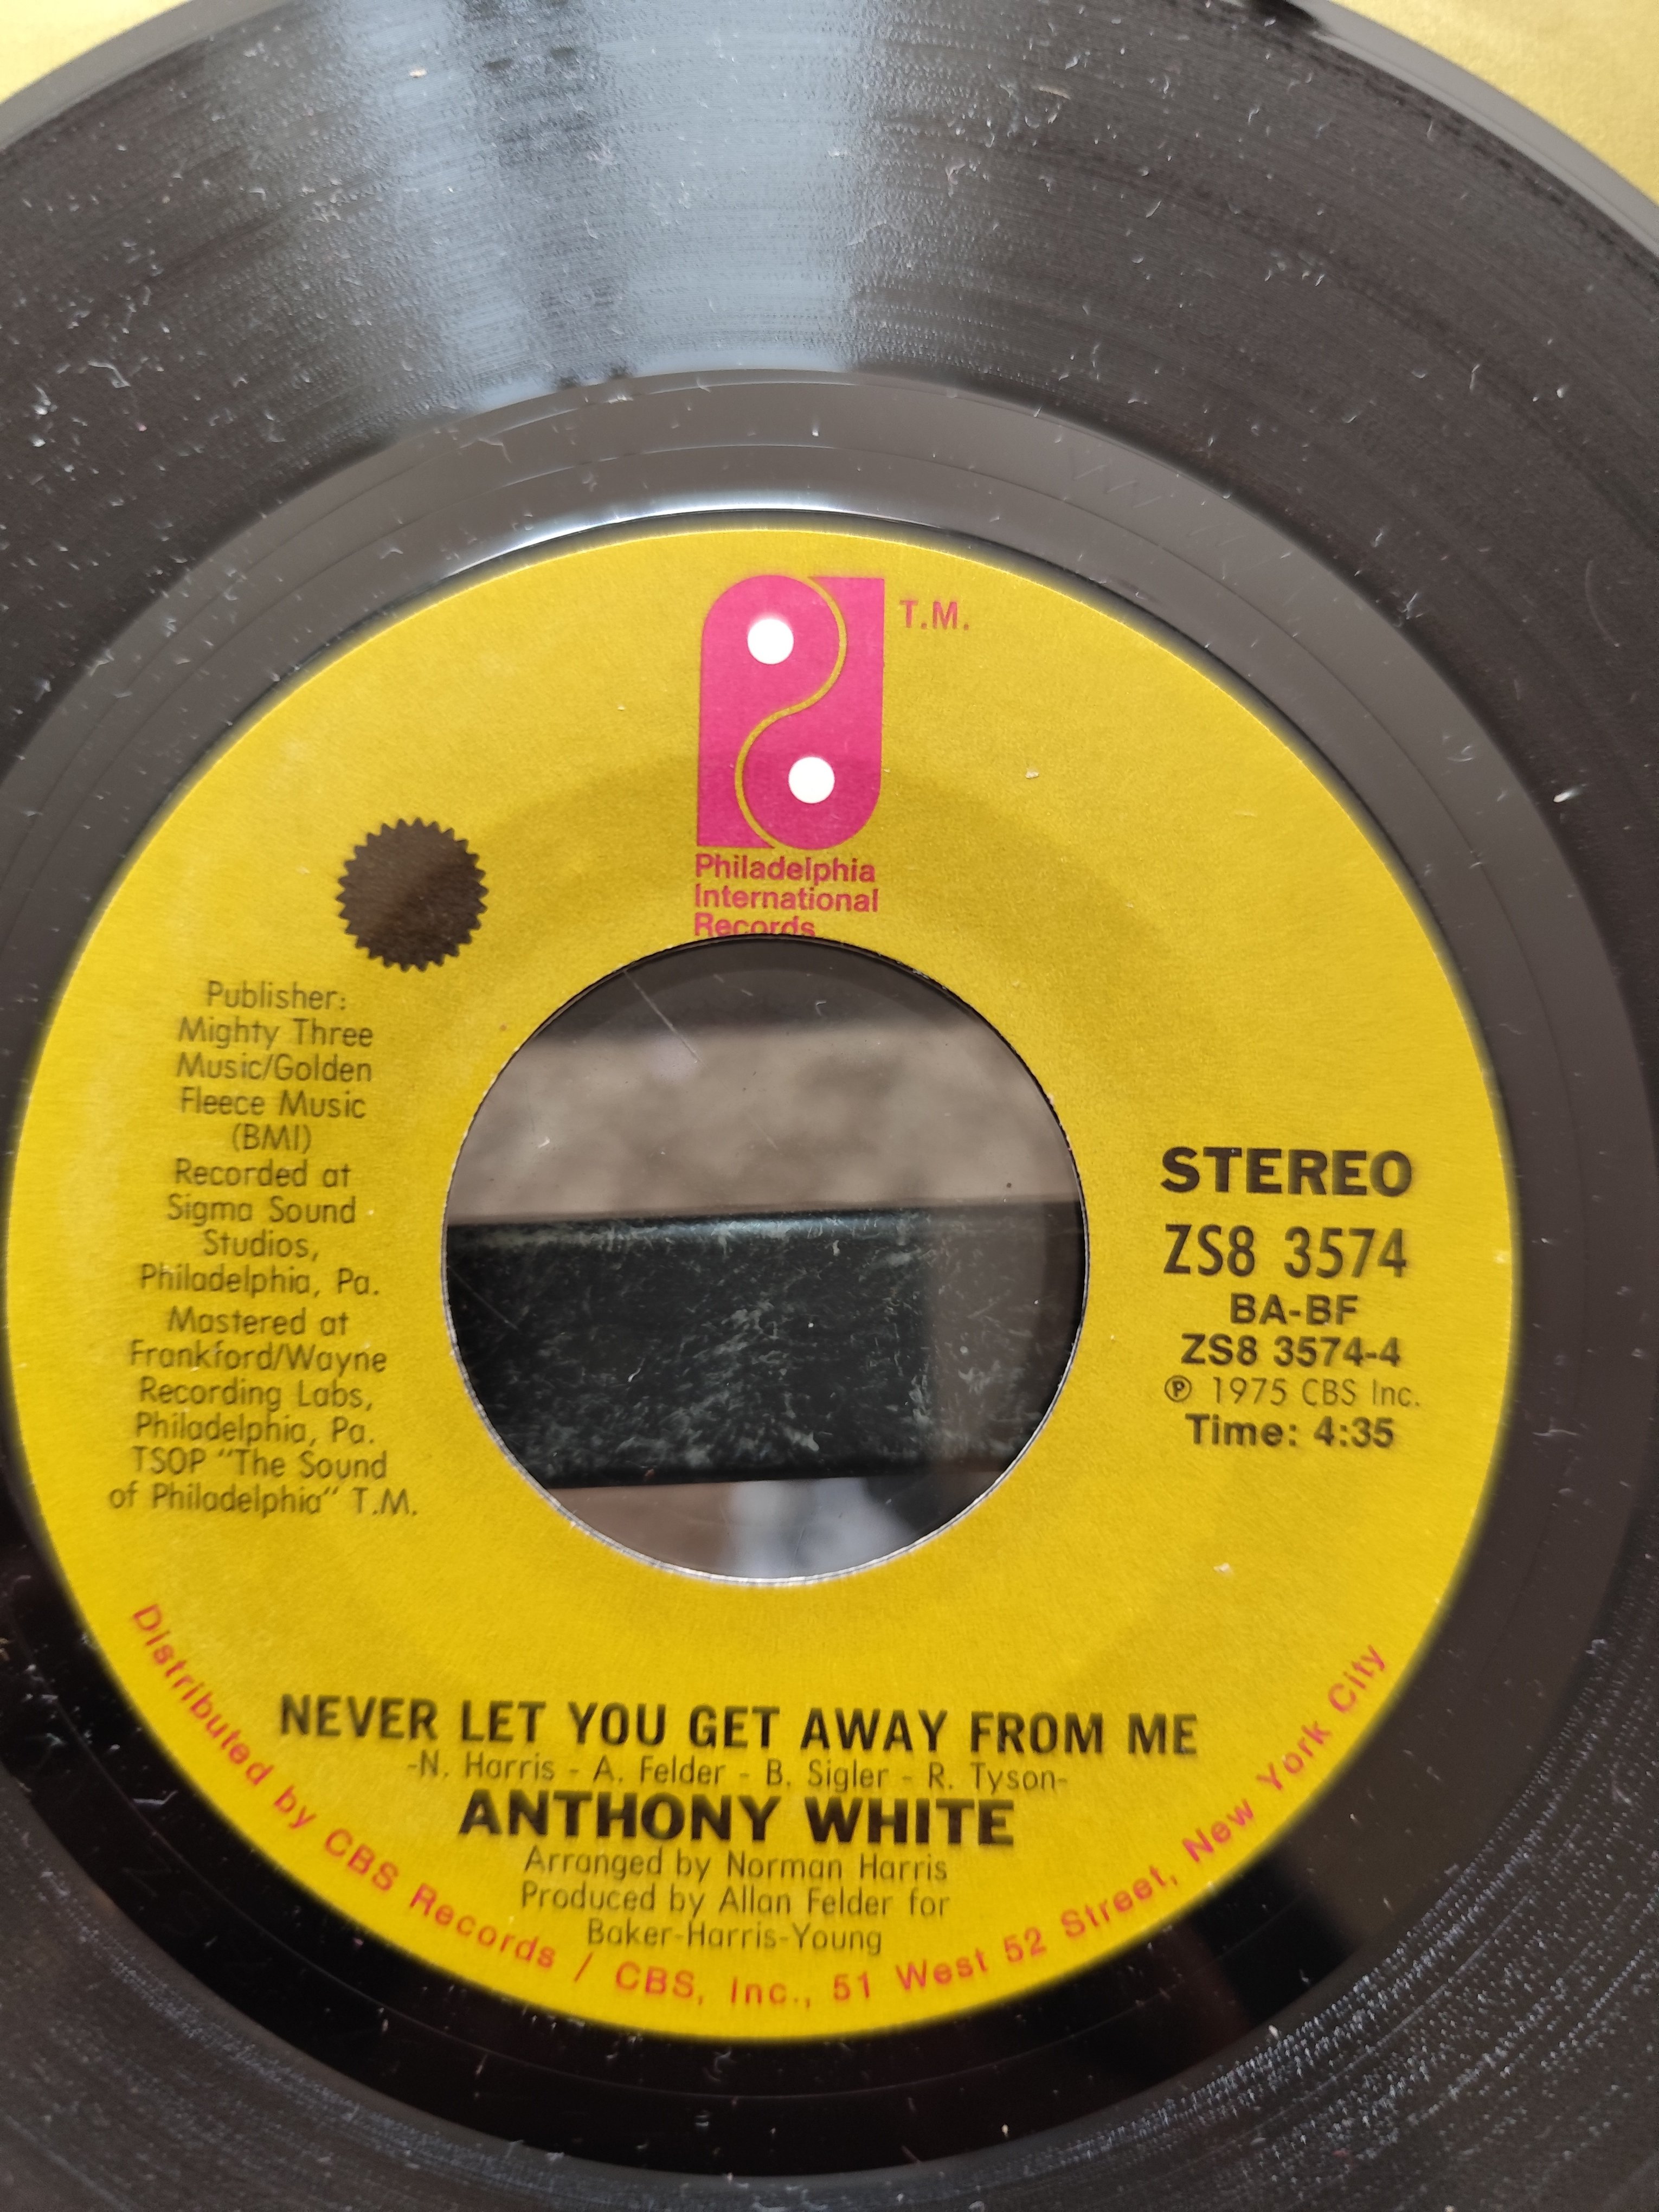 T.M.
Philadelphia
International
Records
Publisher:
Mighty Three
Music/Golden
Fleece Music
(BMI)
Recorded at
Sigma Sound
Studios,
Philadelphia, Pa.
Mastered at
Frankford/Wayne
Recording Labs,
Philadelphia, Pa.
TSOP "The Sound
of Philadelphia" T.M.
STEREO
ZS8 3574
BA-BF
ZS8 3574-4
℗ 1975 CBS Inc.
Time: 4:35
NEVER LET YOU GET AWAY FROM ME
-N. Harris - A. Felder - B. Sigler - R. Tyson-
ANTHONY WHITE
Arranged by Norman Harris
Produced by Allan Felder for
Baker-Harris-Young
Distributed by CBS Records / CBS, Inc., 51 West 52 Street, New York City